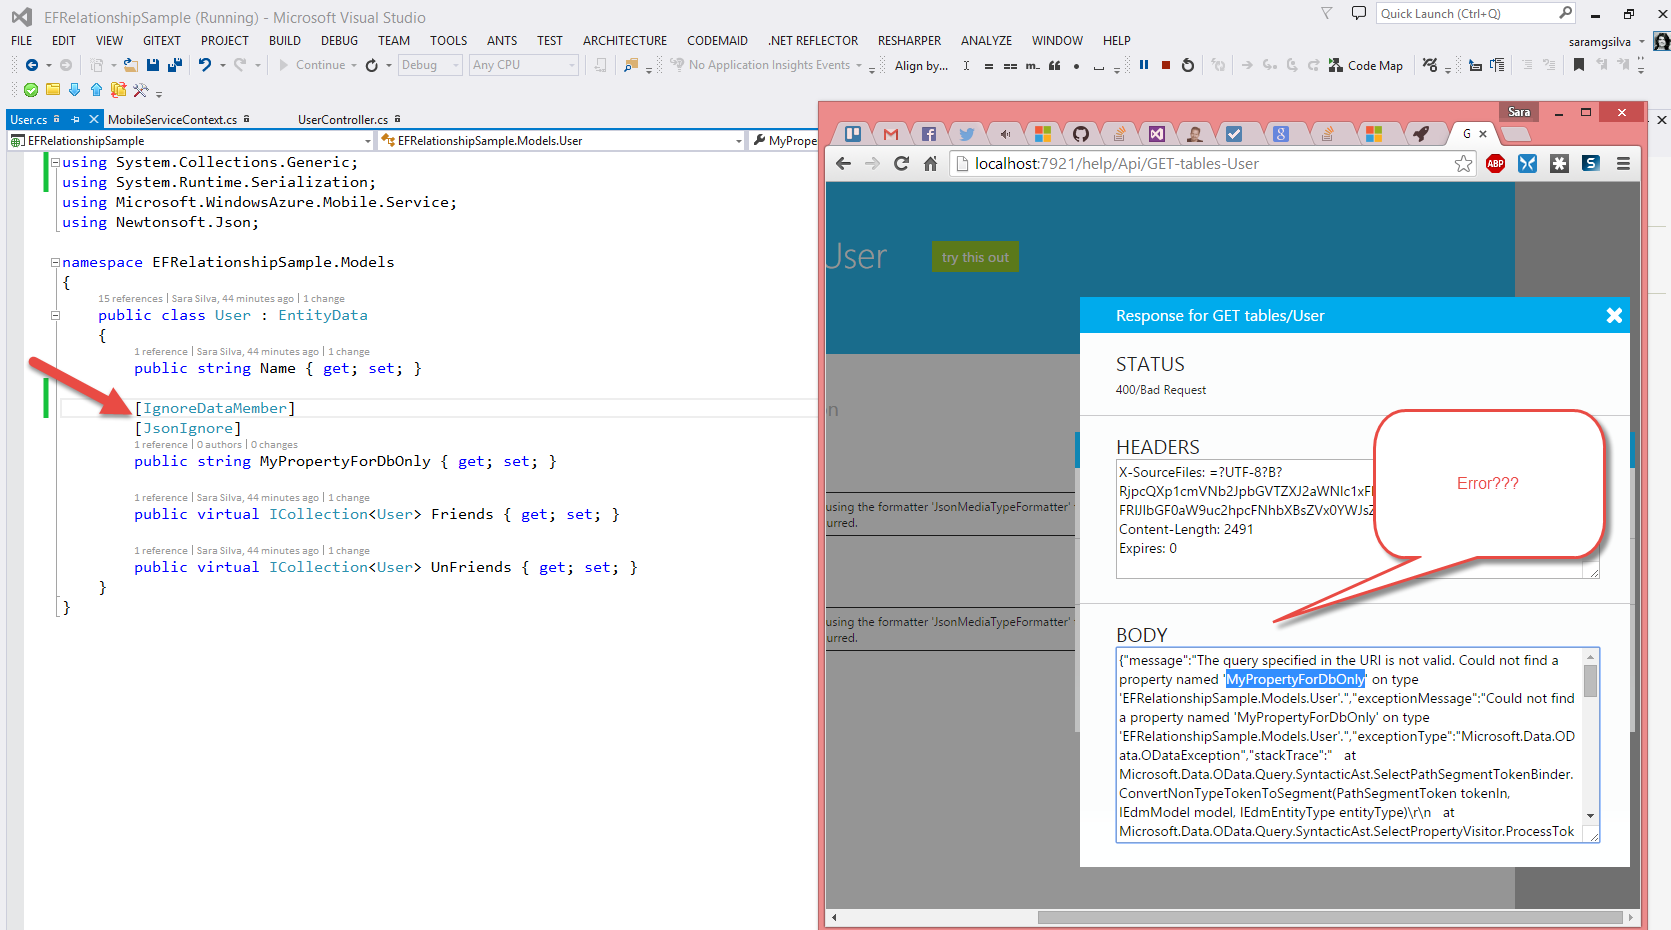 EFRelationshipSample (Running) - Microsoft Visual Studio
Quick Launch (Ctrl+Q)
FILE EDIT VIEW GITEXT PROJECT BUILD DEBUG TEAM TOOLS ANTS TEST ARCHITECTURE CODEMAID .NET REFLECTOR RESHARPER ANALYZE WINDOW HELP
saramgsilva
Continue Debug Any CPU No Application Insights Events Align by... Code Map
User.cs MobileServiceContext.cs UserController.cs
EFRelationshipSample EFRelationshipSample.Models.User MyPrope
using System.Collections.Generic;
using System.Runtime.Serialization;
using Microsoft.WindowsAzure.Mobile.Service;
using Newtonsoft.Json;
namespace EFRelationshipSample.Models
{
15 references | Sara Silva, 44 minutes ago | 1 change
public class User : EntityData
{
1 reference | Sara Silva, 44 minutes ago | 1 change
public string Name { get; set; }
[IgnoreDataMember]
[JsonIgnore]
1 reference | 0 authors | 0 changes
public string MyPropertyForDbOnly { get; set; }
1 reference | Sara Silva, 44 minutes ago | 1 change
public virtual ICollection<User> Friends { get; set; }
1 reference | Sara Silva, 44 minutes ago | 1 change
public virtual ICollection<User> UnFriends { get; set; }
}
}
Sara
G
localhost:7921/help/Api/GET-tables-User
ABP
User
try this out
on
using the formatter 'JsonMediaTypeFormatter'
urred.
using the formatter 'JsonMediaTypeFormatter'
urred.
Response for GET tables/User
STATUS
400/Bad Request
HEADERS
X-SourceFiles: =?UTF-8?B?
Content-Length: 2491
Expires: 0
Error???
BODY
{"message":"The query specified in the URI is not valid. Could not find a
property named 'MyPropertyForDbOnly' on type
'EFRelationshipSample.Models.User'.","exceptionMessage":"Could not find
a property named 'MyPropertyForDbOnly' on type
'EFRelationshipSample.Models.User'.","exceptionType":"Microsoft.Data.OD
ata.ODataException","stackTrace":"   at
Microsoft.Data.OData.Query.SyntacticAst.SelectPathSegmentTokenBinder.
ConvertNonTypeTokenToSegment(PathSegmentToken tokenIn,
IEdmModel model, IEdmEntityType entityType)\r\n   at
Microsoft.Data.OData.Query.SyntacticAst.SelectPropertyVisitor.ProcessTok